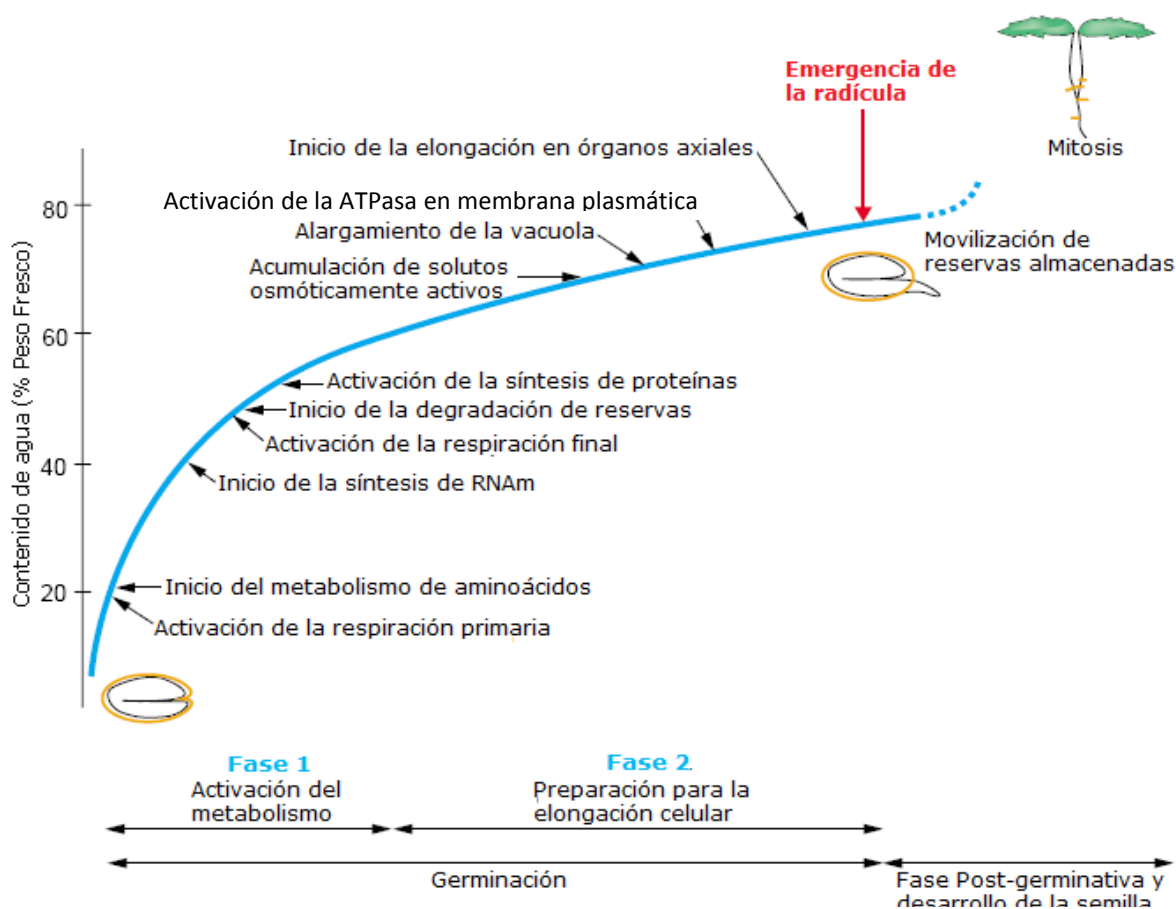 Emergencia de
la radícula
Inicio de la elongación en órganos axiales
Mitosis
80
Activación de la ATPasa en membrana plasmática
Alargamiento de la vacuola
Movilización de
reservas almacenadas
Acumulación de solutos
osmóticamente activos
Contenido de agua (% Peso Fresco)
60
Activación de la síntesis de proteínas
Inicio de la degradación de reservas
Activación de la respiración final
40
Inicio de la síntesis de RNAm
20
Inicio del metabolismo de aminoácidos
Activación de la respiración primaria
Fase 1
Activación del
metabolismo
Fase 2
Preparación para la
elongación celular
Germinación
Fase Post-germinativa y
desarrollo de la semilla